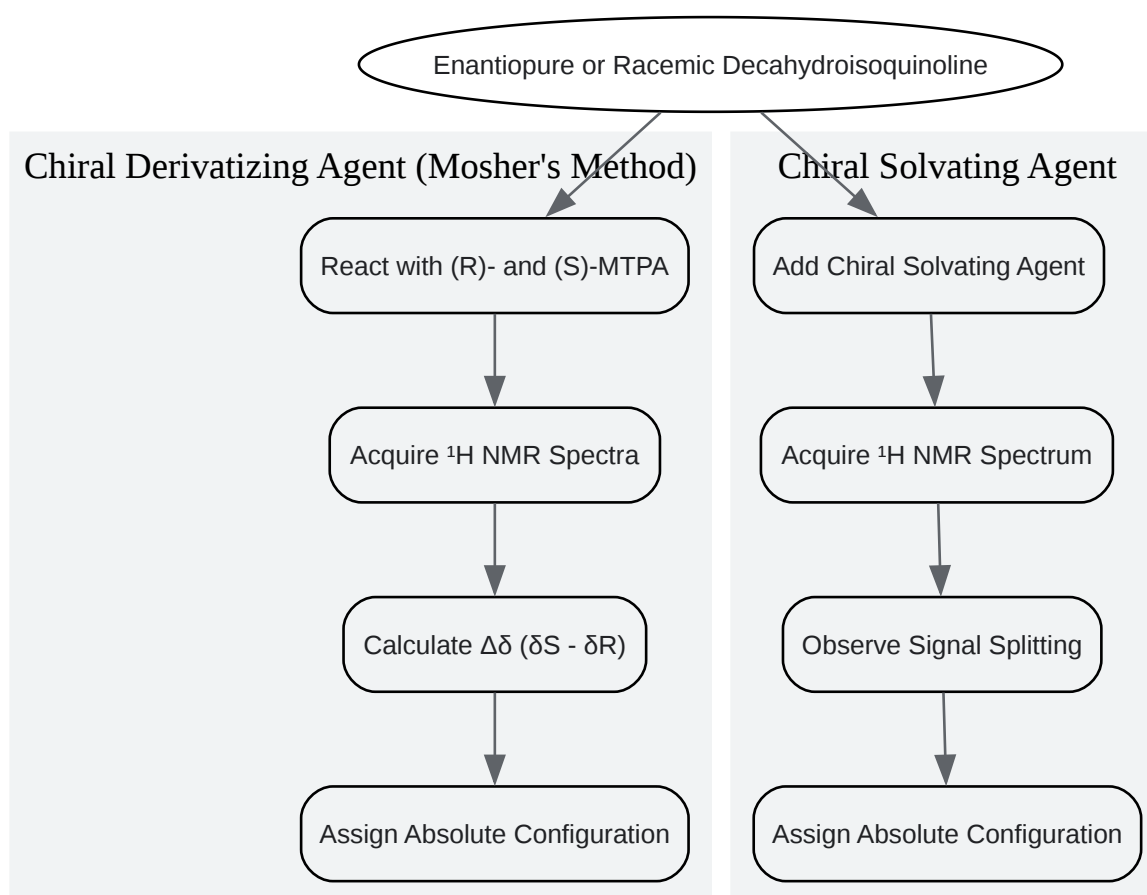 Enantiopure or Racemic Decahydroisoquinoline
Chiral Derivatizing Agent (Mosher's Method)
React with (R)- and (S)-MTPA
Acquire ¹H NMR Spectra
Calculate Δδ (δS - δR)
Assign Absolute Configuration
Chiral Solvating Agent
Add Chiral Solvating Agent
Acquire ¹H NMR Spectrum
Observe Signal Splitting
Assign Absolute Configuration